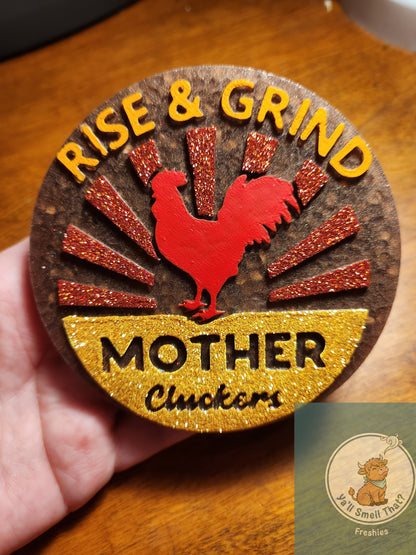 RISE & GRIND
MOTHER
Cluckers
Ya'll Smell That?
Freshies